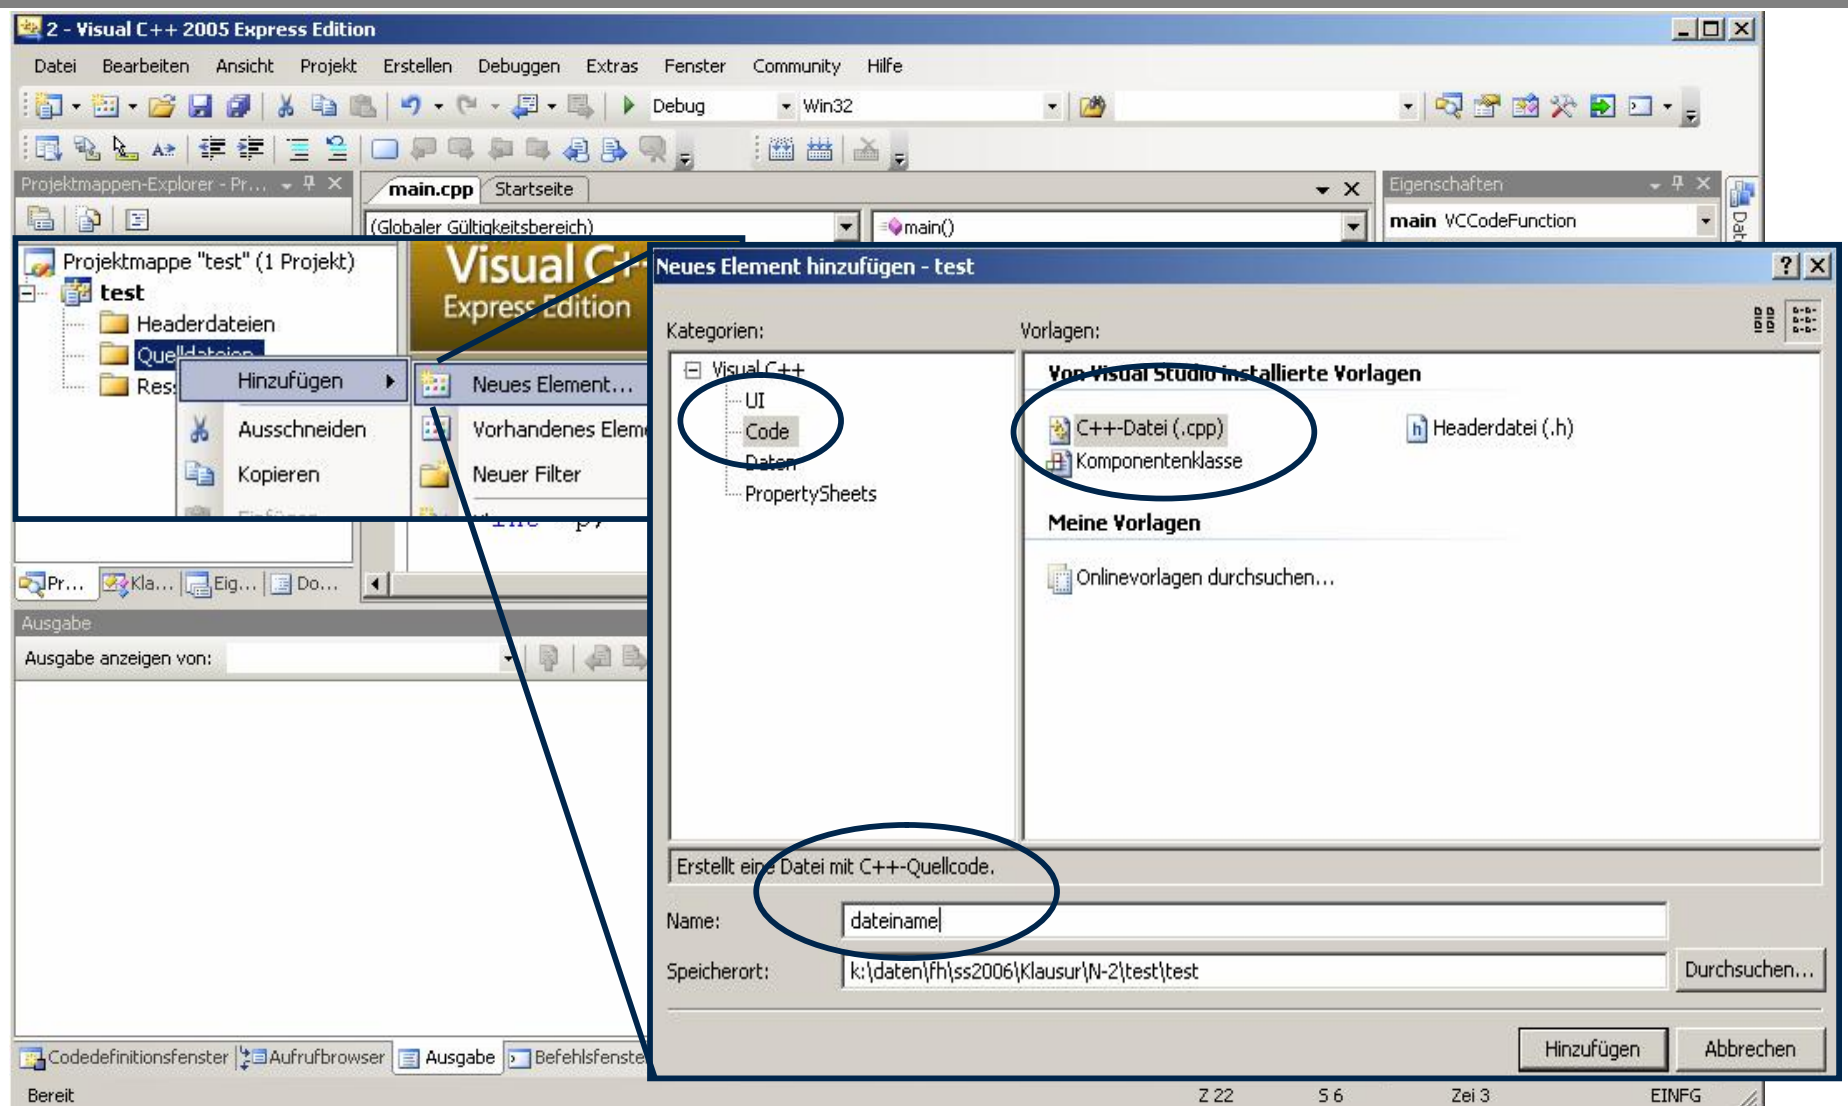 2 - Visual C++ 2005 Express Edition
Datei Bearbeiten Ansicht Projekt Erstellen Debuggen Extras Fenster Community Hilfe
Debug Win32
Projektmappen-Explorer - Pr...
main.cpp Startseite
Eigenschaften
(Globaler Gültigkeitsbereich) main()
main VCCodeFunction
Projektmappe "test" (1 Projekt)
test
Headerdateien
Quelldateien
Ress
Hinzufügen
Ausschneiden
Kopieren
Einfügen
Visual C++
Express Edition
Neues Element...
Vorhandenes Eleme
Neuer Filter
Neues Element hinzufügen - test
Kategorien: Vorlagen:
Visual C++
UI
Code
Daten
PropertySheets
Von Visual Studio installierte Vorlagen
C++-Datei (.cpp) Headerdatei (.h)
Komponentenklasse
Meine Vorlagen
Onlinevorlagen durchsuchen...
Erstellt eine Datei mit C++-Quellcode.
Name: dateiname
Speicherort: k:\daten\fh\ss2006\Klausur\N-2\test\test Durchsuchen...
Hinzufügen Abbrechen
Pr... Kla... Eig... Do...
Ausgabe
Ausgabe anzeigen von:
Codedefinitionsfenster Aufrufbrowser Ausgabe Befehlsfenste
Bereit Z 22 S 6 Zei 3 EINFG